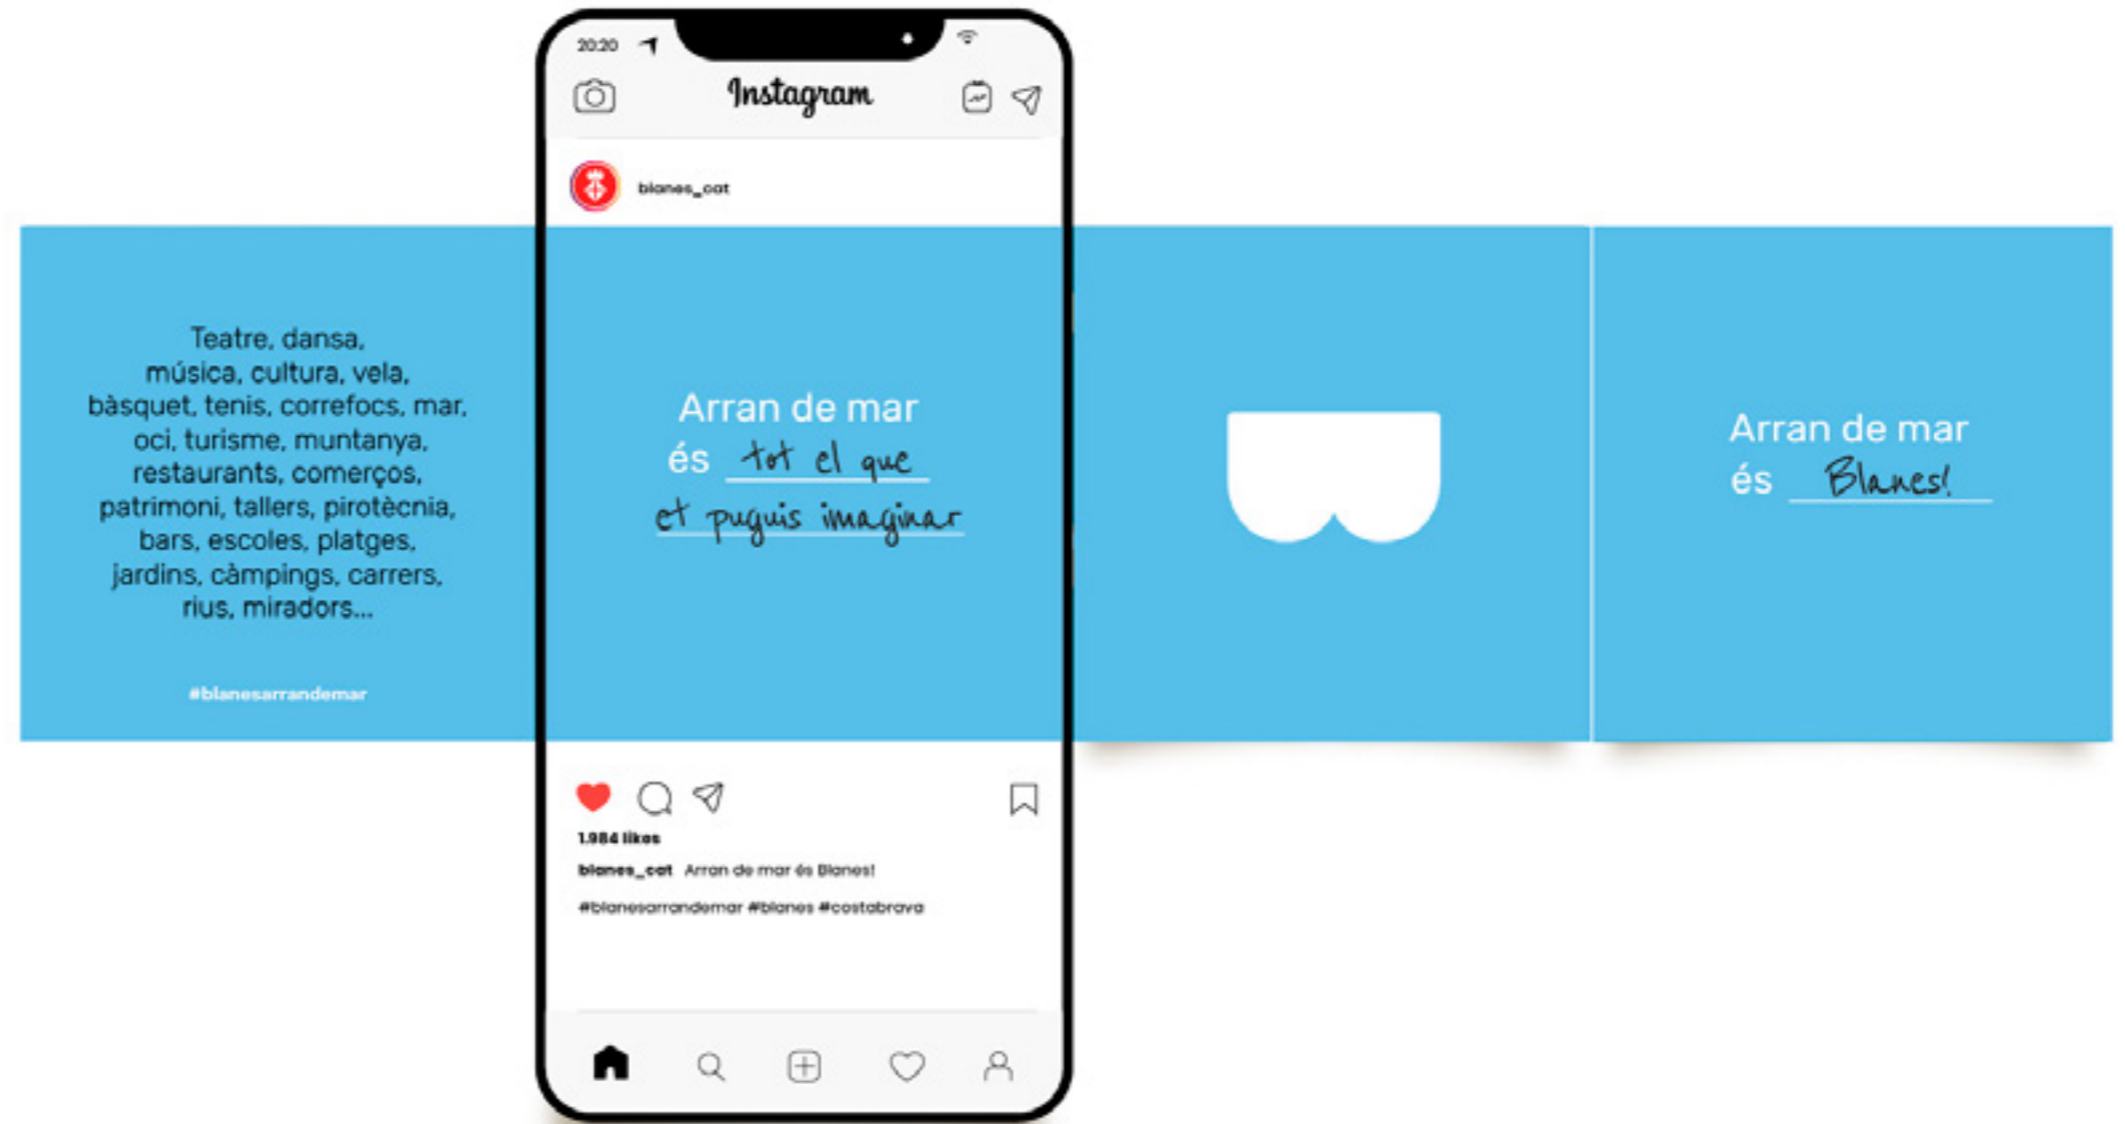 Teatre, dansa,
música, cultura, vela,
bàsquet, tenis, correfocs, mar,
oci, turisme, muntanya,
restaurants, comerços,
patrimoni, tallers, pirotècnia,
bars, escoles, platges,
jardins, càmpings, carrers,
rius, miradors...
#blanesarrandemar
20:20
Instagram
blanes_cat
Arran de mar
és tot el que
et puguis imaginar
1.984 likes
blanes_cat Arran de mar és Blanes!
#blanesarrandemar #blanes #costabrava
Arran de mar
és Blanes!